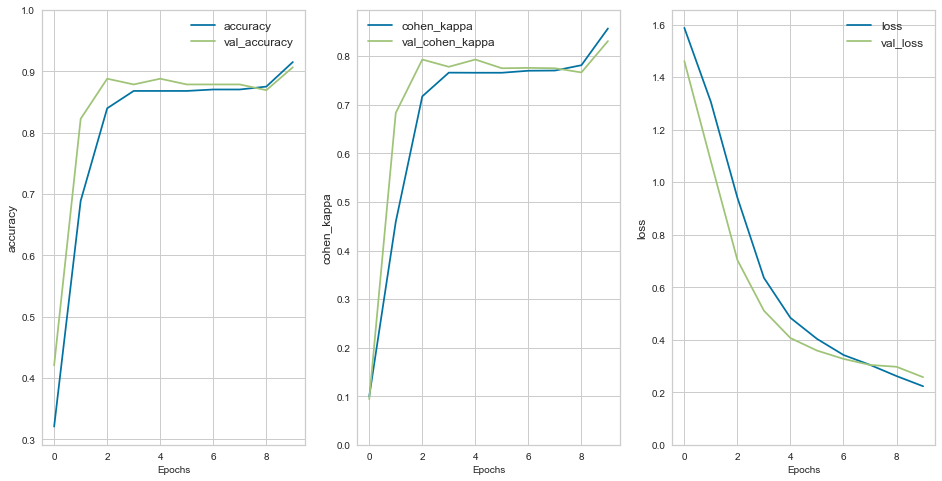 accuracy
val_accuracy
1.0
0.9
0.8
0.7
0.6
0.5
0.4
0.3
accuracy
0 2 4 6 8
Epochs
cohen_kappa
val_cohen_kappa
0.8
0.7
0.6
0.5
0.4
0.3
0.2
0.1
0.0
cohen_kappa
0 2 4 6 8
Epochs
loss
val_loss
1.6
1.4
1.2
1.0
0.8
0.6
0.4
0.2
0.0
loss
0 2 4 6 8
Epochs